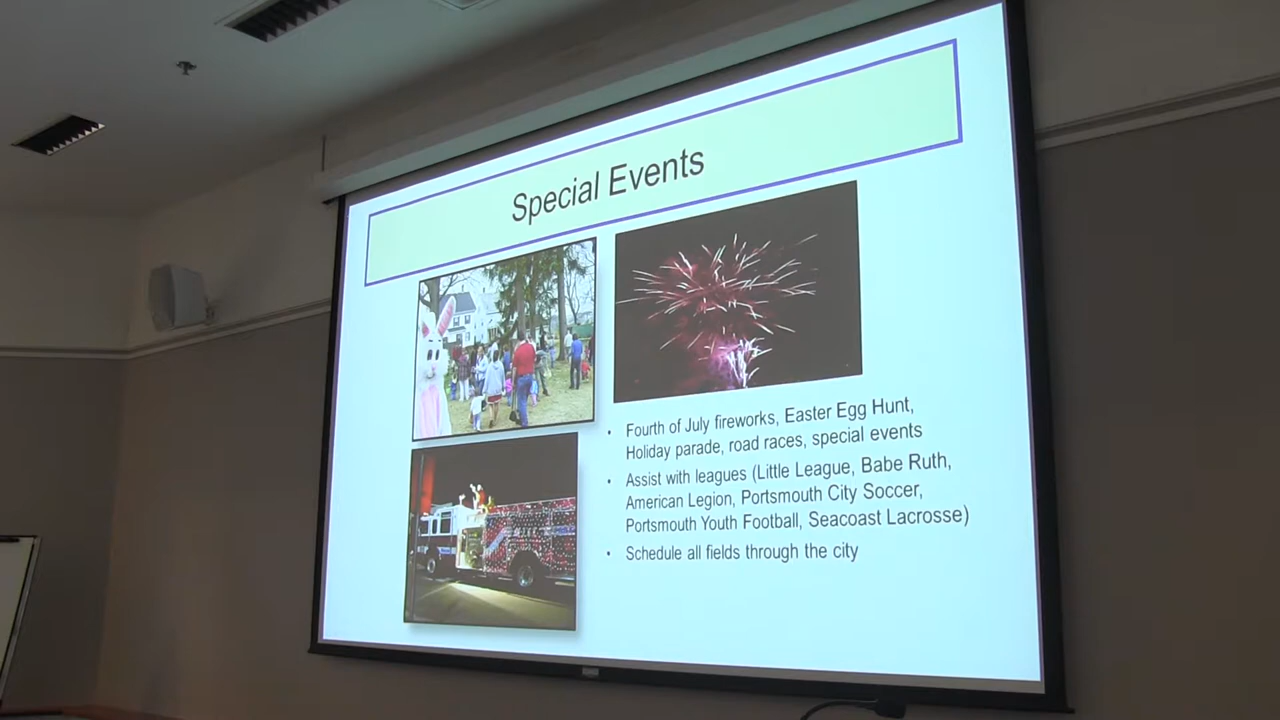 Special Events
• Fourth of July fireworks, Easter Egg Hunt,
Holiday parade, road races, special events
• Assist with leagues (Little League, Babe Ruth,
American Legion, Portsmouth City Soccer,
Portsmouth Youth Football, Seacoast Lacrosse)
• Schedule all fields through the city